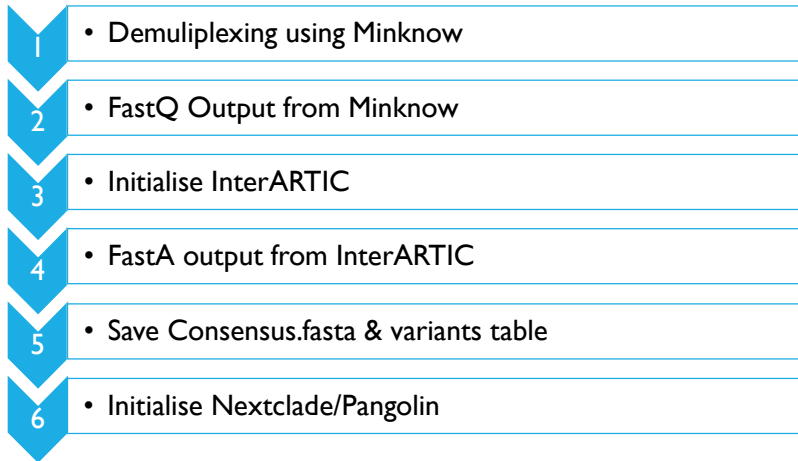 1
• Demuliplexing using Minknow
2
• FastQ Output from Minknow
3
• Initialise InterARTIC
4
• FastA output from InterARTIC
5
• Save Consensus.fasta & variants table
6
• Initialise Nextclade/Pangolin